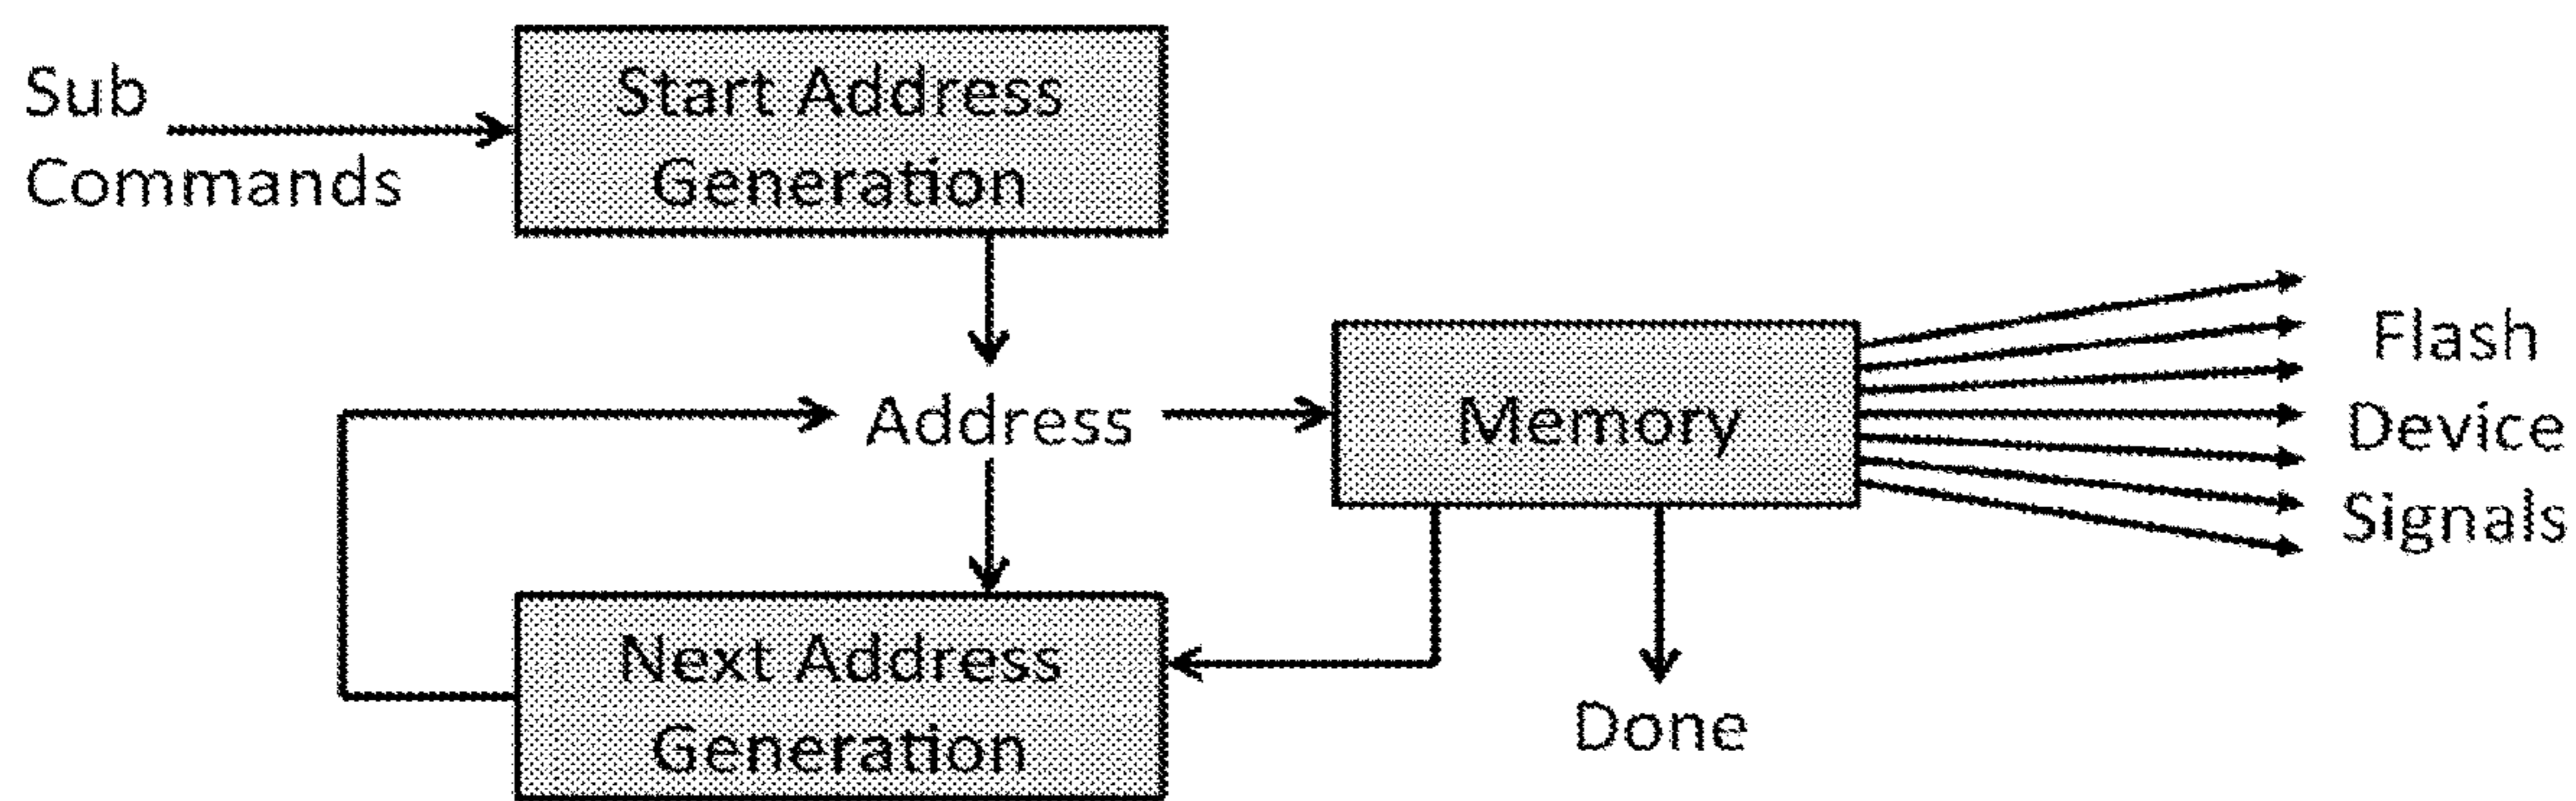 Sub
Commands
Start Address
Generation
Address
Memory
Flash
Device
Signals
Next Address
Generation
Done